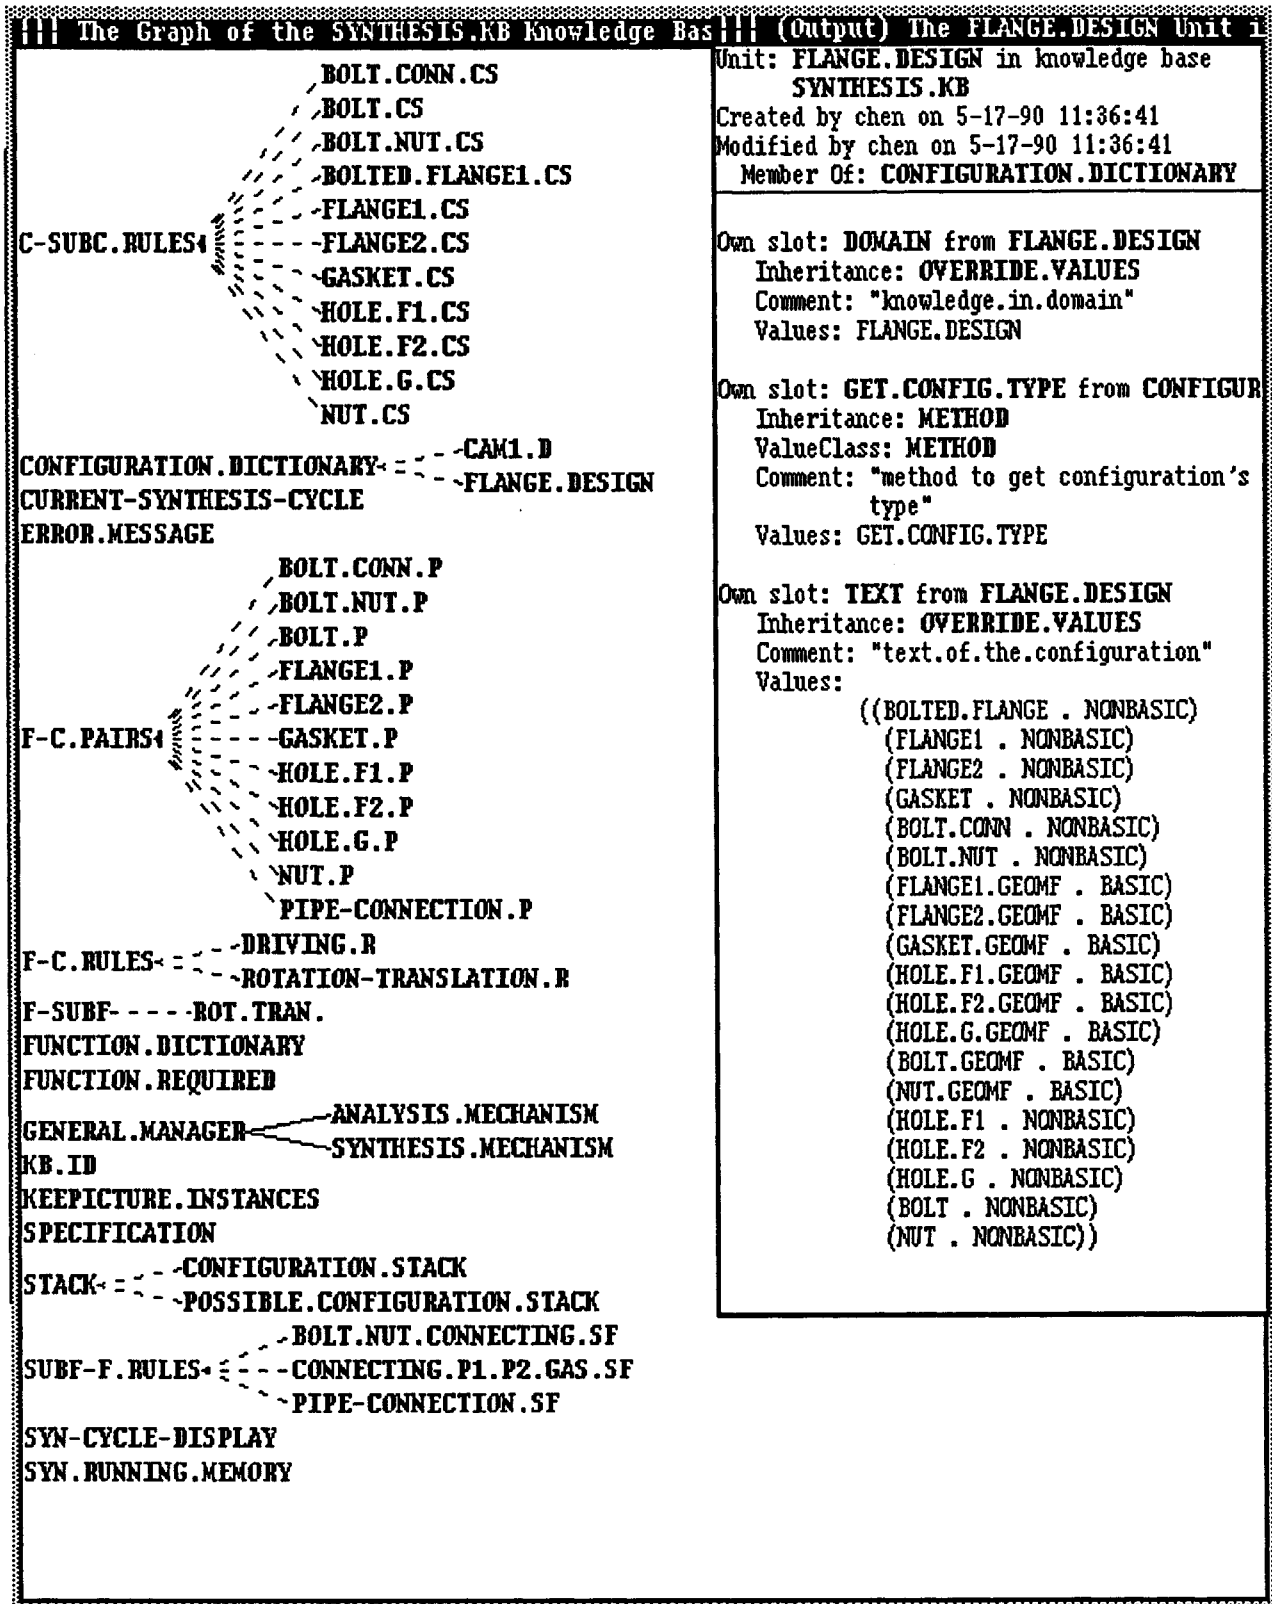 The Graph of the SYNTHESIS.KB Knowledge Bas
BOLT.CONN.CS
BOLT.CS
BOLT.NUT.CS
BOLTED.FLANGE1.CS
FLANGE1.CS
C-SUBC.RULES
FLANGE2.CS
GASKET.CS
HOLE.F1.CS
HOLE.F2.CS
HOLE.G.CS
NUT.CS
CONFIGURATION.DICTIONARY
CAM1.D
FLANGE.DESIGN
CURRENT-SYNTHESIS-CYCLE
ERROR.MESSAGE
BOLT.CONN.P
BOLT.NUT.P
BOLT.P
FLANGE1.P
FLANGE2.P
F-C.PAIRS
GASKET.P
HOLE.F1.P
HOLE.F2.P
HOLE.G.P
NUT.P
PIPE-CONNECTION.P
F-C.RULES
DRIVING.R
ROTATION-TRANSLATION.R
F-SUBF
ROT.TRAN.
FUNCTION.DICTIONARY
FUNCTION.REQUIRED
GENERAL.MANAGER
ANALYSIS.MECHANISM
SYNTHESIS.MECHANISM
KB.ID
KEEPICTURE.INSTANCES
SPECIFICATION
STACK
CONFIGURATION.STACK
POSSIBLE.CONFIGURATION.STACK
BOLT.NUT.CONNECTING.SF
SUBF-F.RULES
CONNECTING.P1.P2.GAS.SF
PIPE-CONNECTION.SF
SYN-CYCLE-DISPLAY
SYN.RUNNING.MEMORY
(Output) The FLANGE.DESIGN Unit i
Unit: FLANGE.DESIGN in knowledge base
SYNTHESIS.KB
Created by chen on 5-17-90 11:36:41
Modified by chen on 5-17-90 11:36:41
Member Of: CONFIGURATION.DICTIONARY
Own slot: DOMAIN from FLANGE.DESIGN
Inheritance: OVERRIDE.VALUES
Comment: "knowledge.in.domain"
Values: FLANGE.DESIGN
Own slot: GET.CONFIG.TYPE from CONFIGUR
Inheritance: METHOD
ValueClass: METHOD
Comment: "method to get configuration's
type"
Values: GET.CONFIG.TYPE
Own slot: TEXT from FLANGE.DESIGN
Inheritance: OVERRIDE.VALUES
Comment: "text.of.the.configuration"
Values:
((BOLTED.FLANGE . NONBASIC)
(FLANGE1 . NONBASIC)
(FLANGE2 . NONBASIC)
(GASKET . NONBASIC)
(BOLT.CONN . NONBASIC)
(BOLT.NUT . NONBASIC)
(FLANGE1.GEOMF . BASIC)
(FLANGE2.GEOMF . BASIC)
(GASKET.GEOMF . BASIC)
(HOLE.F1.GEOMF . BASIC)
(HOLE.F2.GEOMF . BASIC)
(HOLE.G.GEOMF . BASIC)
(BOLT.GEOMF . BASIC)
(NUT.GEOMF . BASIC)
(HOLE.F1 . NONBASIC)
(HOLE.F2 . NONBASIC)
(HOLE.G . NONBASIC)
(BOLT . NONBASIC)
(NUT . NONBASIC))